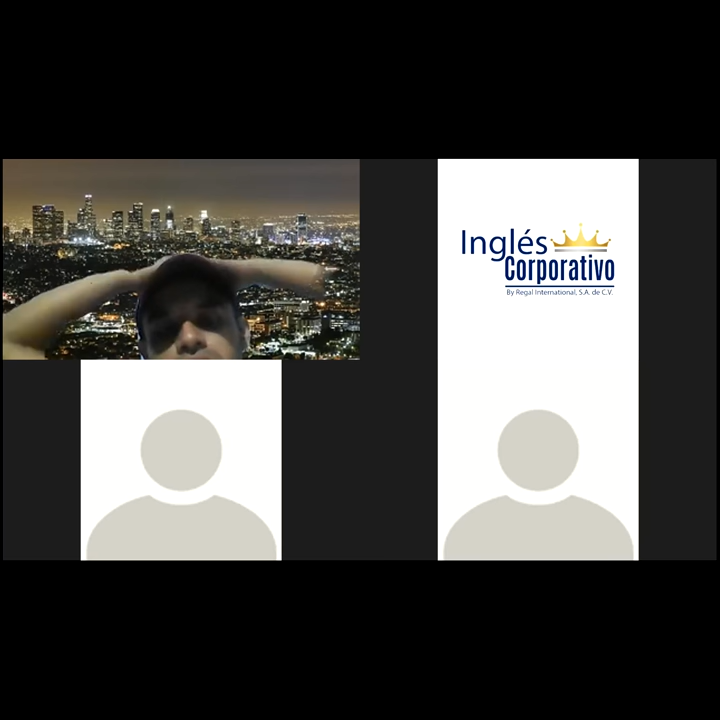 Inglés
Corporativo
By Regal International, S.A. de C.V.